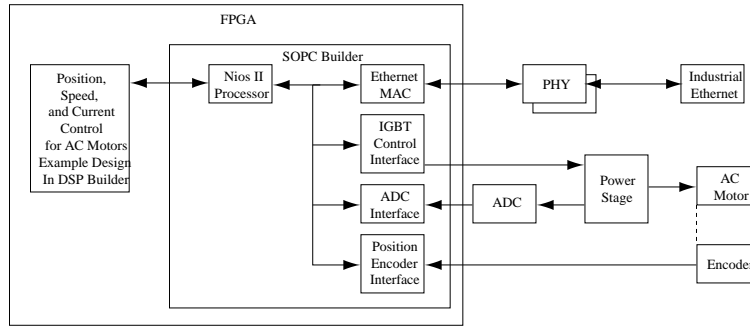 FPGA
SOPC Builder
Position,
Speed,
and Current
Control
for AC Motors
Example Design
In DSP Builder
Nios II
Processor
Ethernet
MAC
PHY
Industrial
Ethernet
IGBT
Control
Interface
Power
Stage
AC
Motor
ADC
Interface
ADC
Position
Encoder
Interface
Encoder